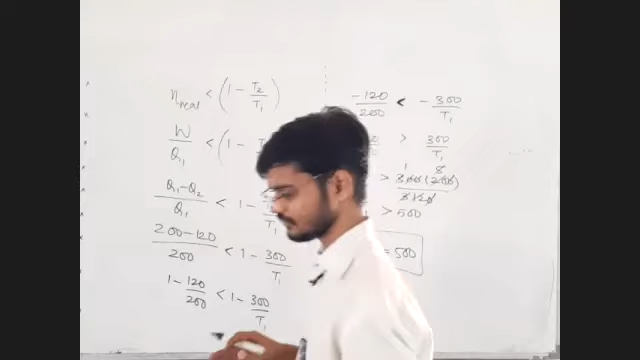 η_real < (1 - T₂/T₁)
W/Q₁ < (1 -
Q₁-Q₂/Q₁ < 1 -
200-120/200 < 1 - 300/T₁
1 - 120/200 < 1 - 300/T₁
-120/200 < -300/T₁
> 300/T₁
> 500
= 500